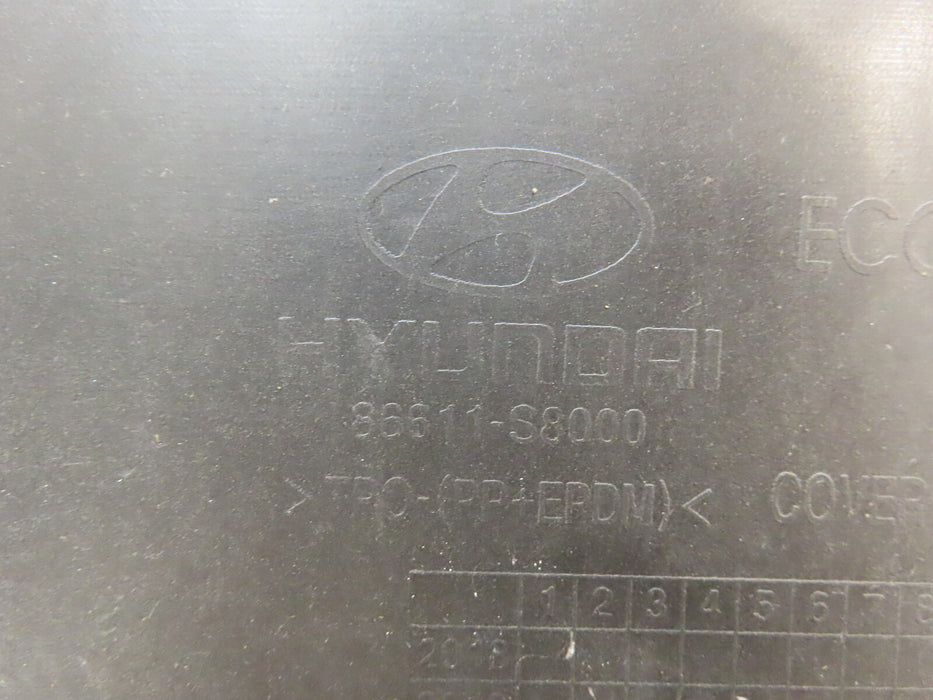 ECO
HYUNDAI
86611-S8000
>TPO-(PP+EPDM)< COVER
1 2 3 4 5 6 7 8
2018